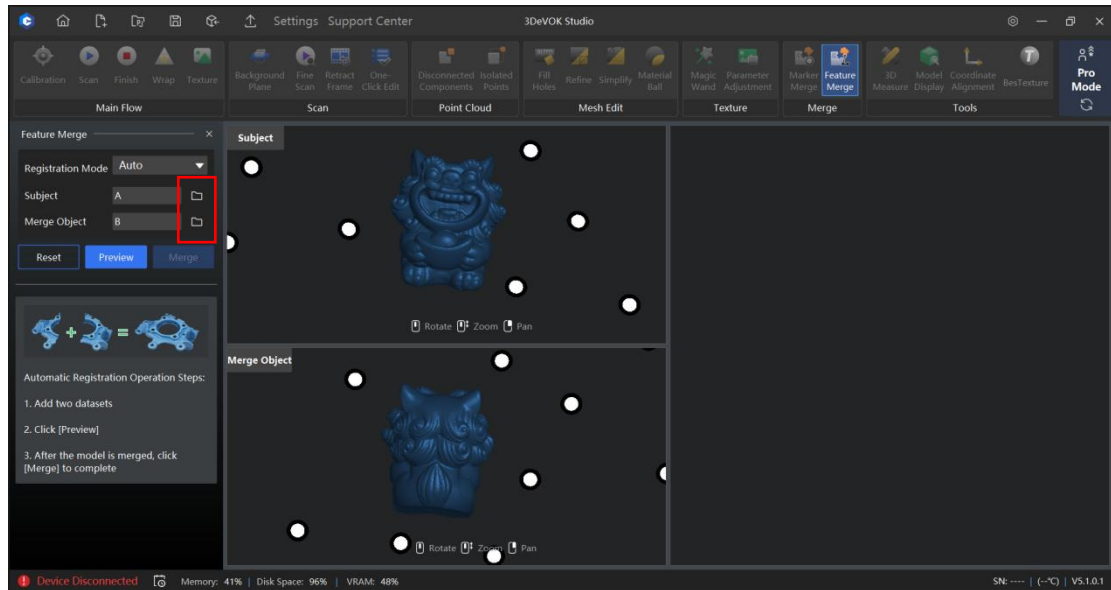 Settings Support Center
3DeVOK Studio
Calibration
Scan
Finish
Wrap
Texture
Main Flow
Background Plane
Fine Scan
Retract Frame
One-Click Edit
Scan
Disconnected Components
Isolated Points
Point Cloud
Fill Holes
Refine
Simplify
Material Ball
Mesh Edit
Magic Wand
Parameter Adjustment
Texture
Marker Merge
Feature Merge
Merge
3D Measure
Model Display
Coordinate Alignment
BesTexture
Tools
Pro Mode
Feature Merge
Registration Mode Auto
Subject A
Merge Object B
Reset Preview Merge
Automatic Registration Operation Steps:
1. Add two datasets
2. Click [Preview]
3. After the model is merged, click
[Merge] to complete
Subject
Rotate Zoom Pan
Merge Object
Rotate Zoom Pan
Device Disconnected Memory: 41% | Disk Space: 96% | VRAM: 48%
SN: ---- | (--℃) | V5.1.0.1